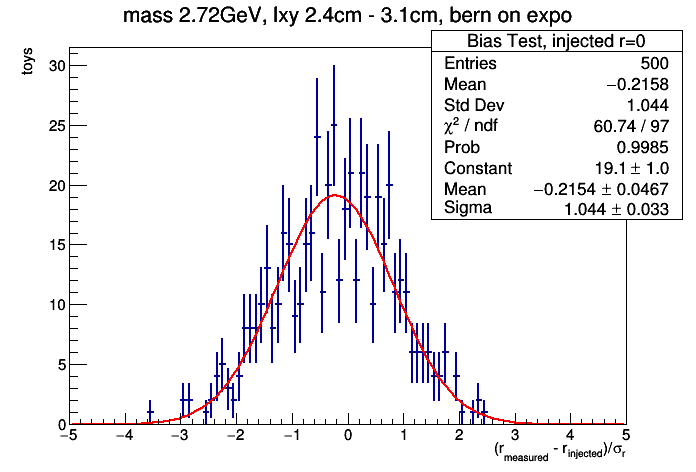 mass 2.72GeV, lxy 2.4cm - 3.1cm, bern on expo
Bias Test, injected r=0
Entries 500
Mean −0.2158
Std Dev 1.044
χ² / ndf 60.74 / 97
Prob 0.9985
Constant 19.1 ± 1.0
Mean −0.2154 ± 0.0467
Sigma 1.044 ± 0.033
toys
30
25
20
15
10
5
0
−5 −4 −3 −2 −1 0 1 2 3 4 5
(r_measured - r_injected)/σ_r